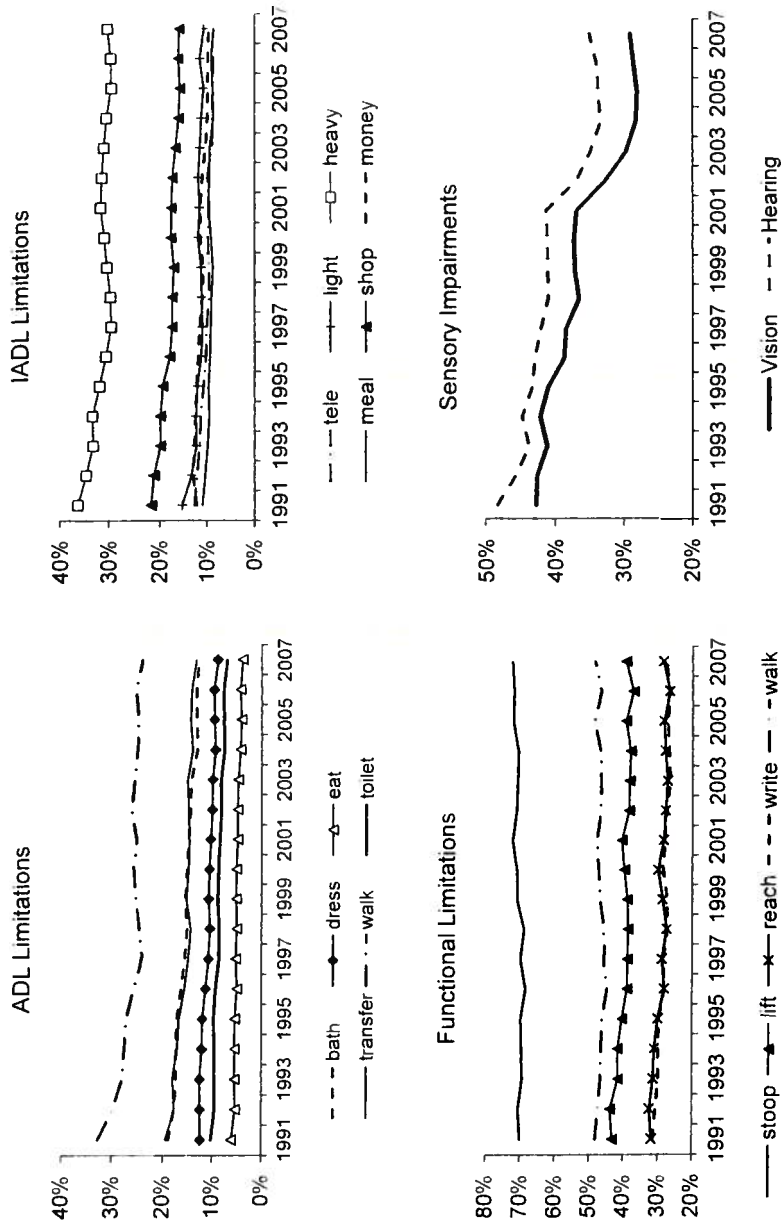 ADL Limitations
40%
30%
20%
10%
0%
1991 1993 1995 1997 1999 2001 2003 2005 2007
bath dress eat
transfer walk toilet
IADL Limitations
40%
30%
20%
10%
0%
1991 1993 1995 1997 1999 2001 2003 2005 2007
tele light heavy
meal shop money
Functional Limitations
80%
70%
60%
50%
40%
30%
20%
1991 1993 1995 1997 1999 2001 2003 2005 2007
stoop lift reach write walk
Sensory Impairments
50%
40%
30%
20%
1991 1993 1995 1997 1999 2001 2003 2005 2007
Vision Hearing